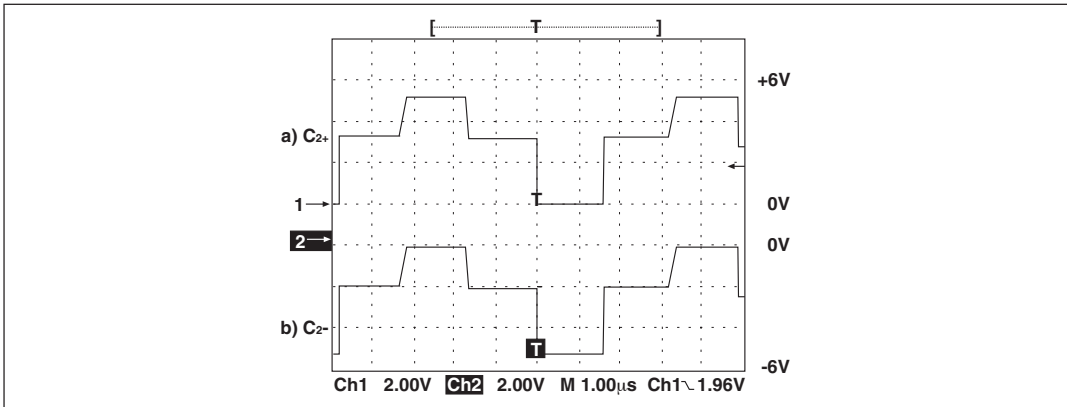 [ T ]
+6V
a) C2+
T
1 0V
2 0V
b) C2-
T
-6V
Ch1 2.00V Ch2 2.00V M 1.00µs Ch1 1.96V